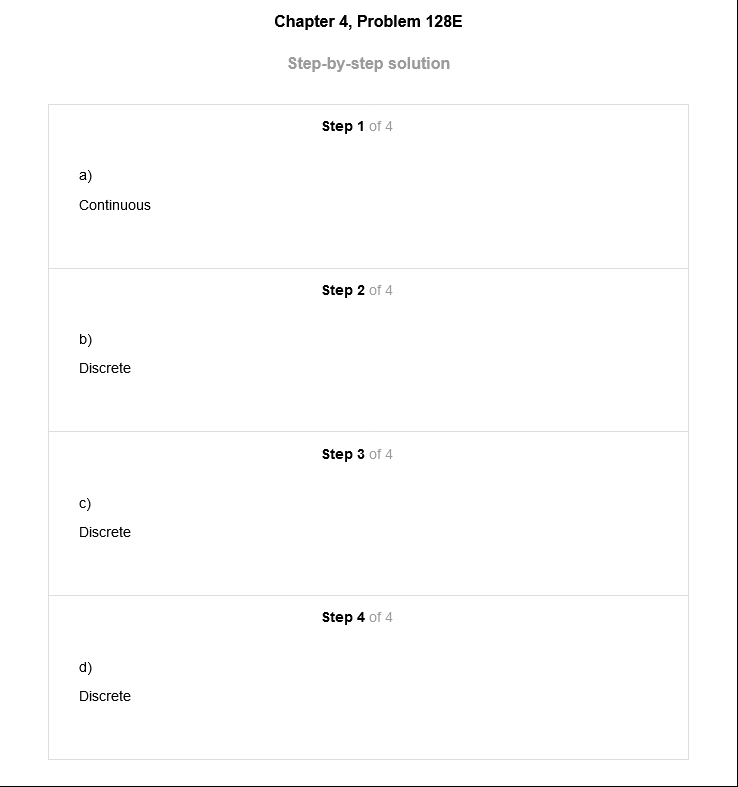 Chapter 4, Problem 128E
Step-by-step solution
Step 1 of 4
a)
Continuous
Step 2 of 4
b)
Discrete
Step 3 of 4
c)
Discrete
Step 4 of 4
d)
Discrete